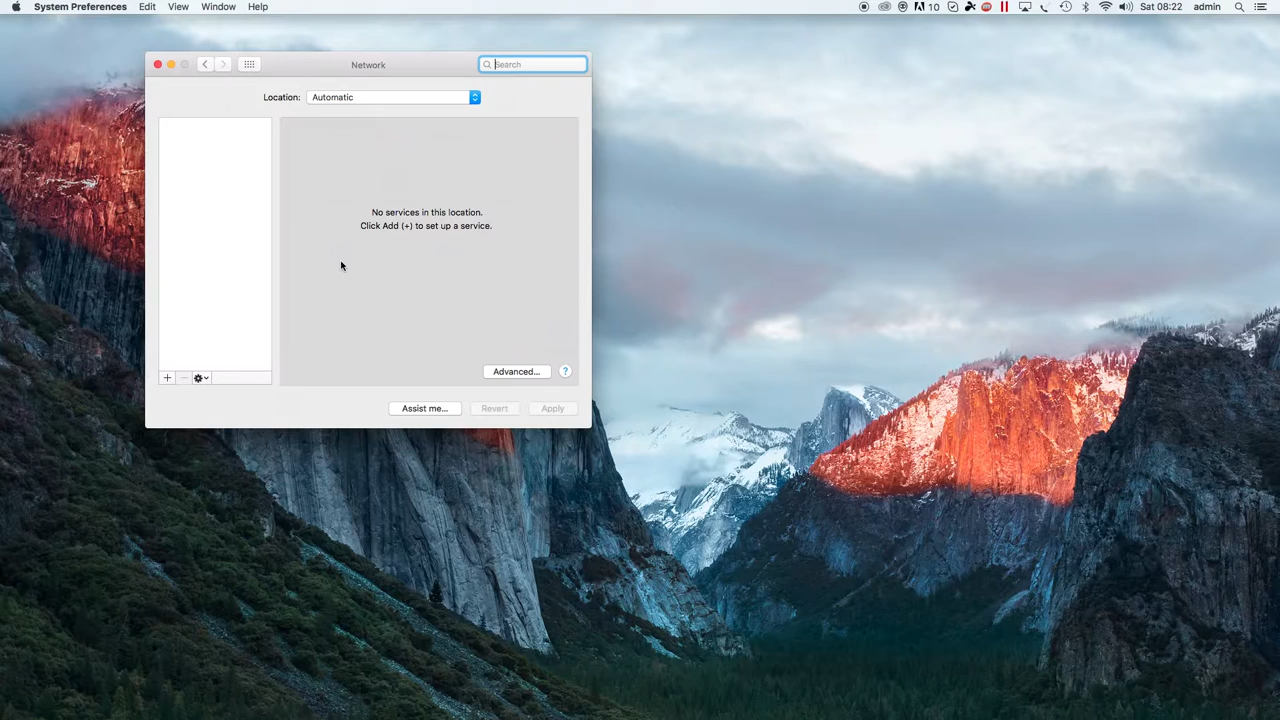 System Preferences Edit View Window Help 10 Sat 08:22 admin
Network
Search
Location: Automatic
No services in this location.
Click Add (+) to set up a service.
Advanced... ?
Assist me... Revert Apply